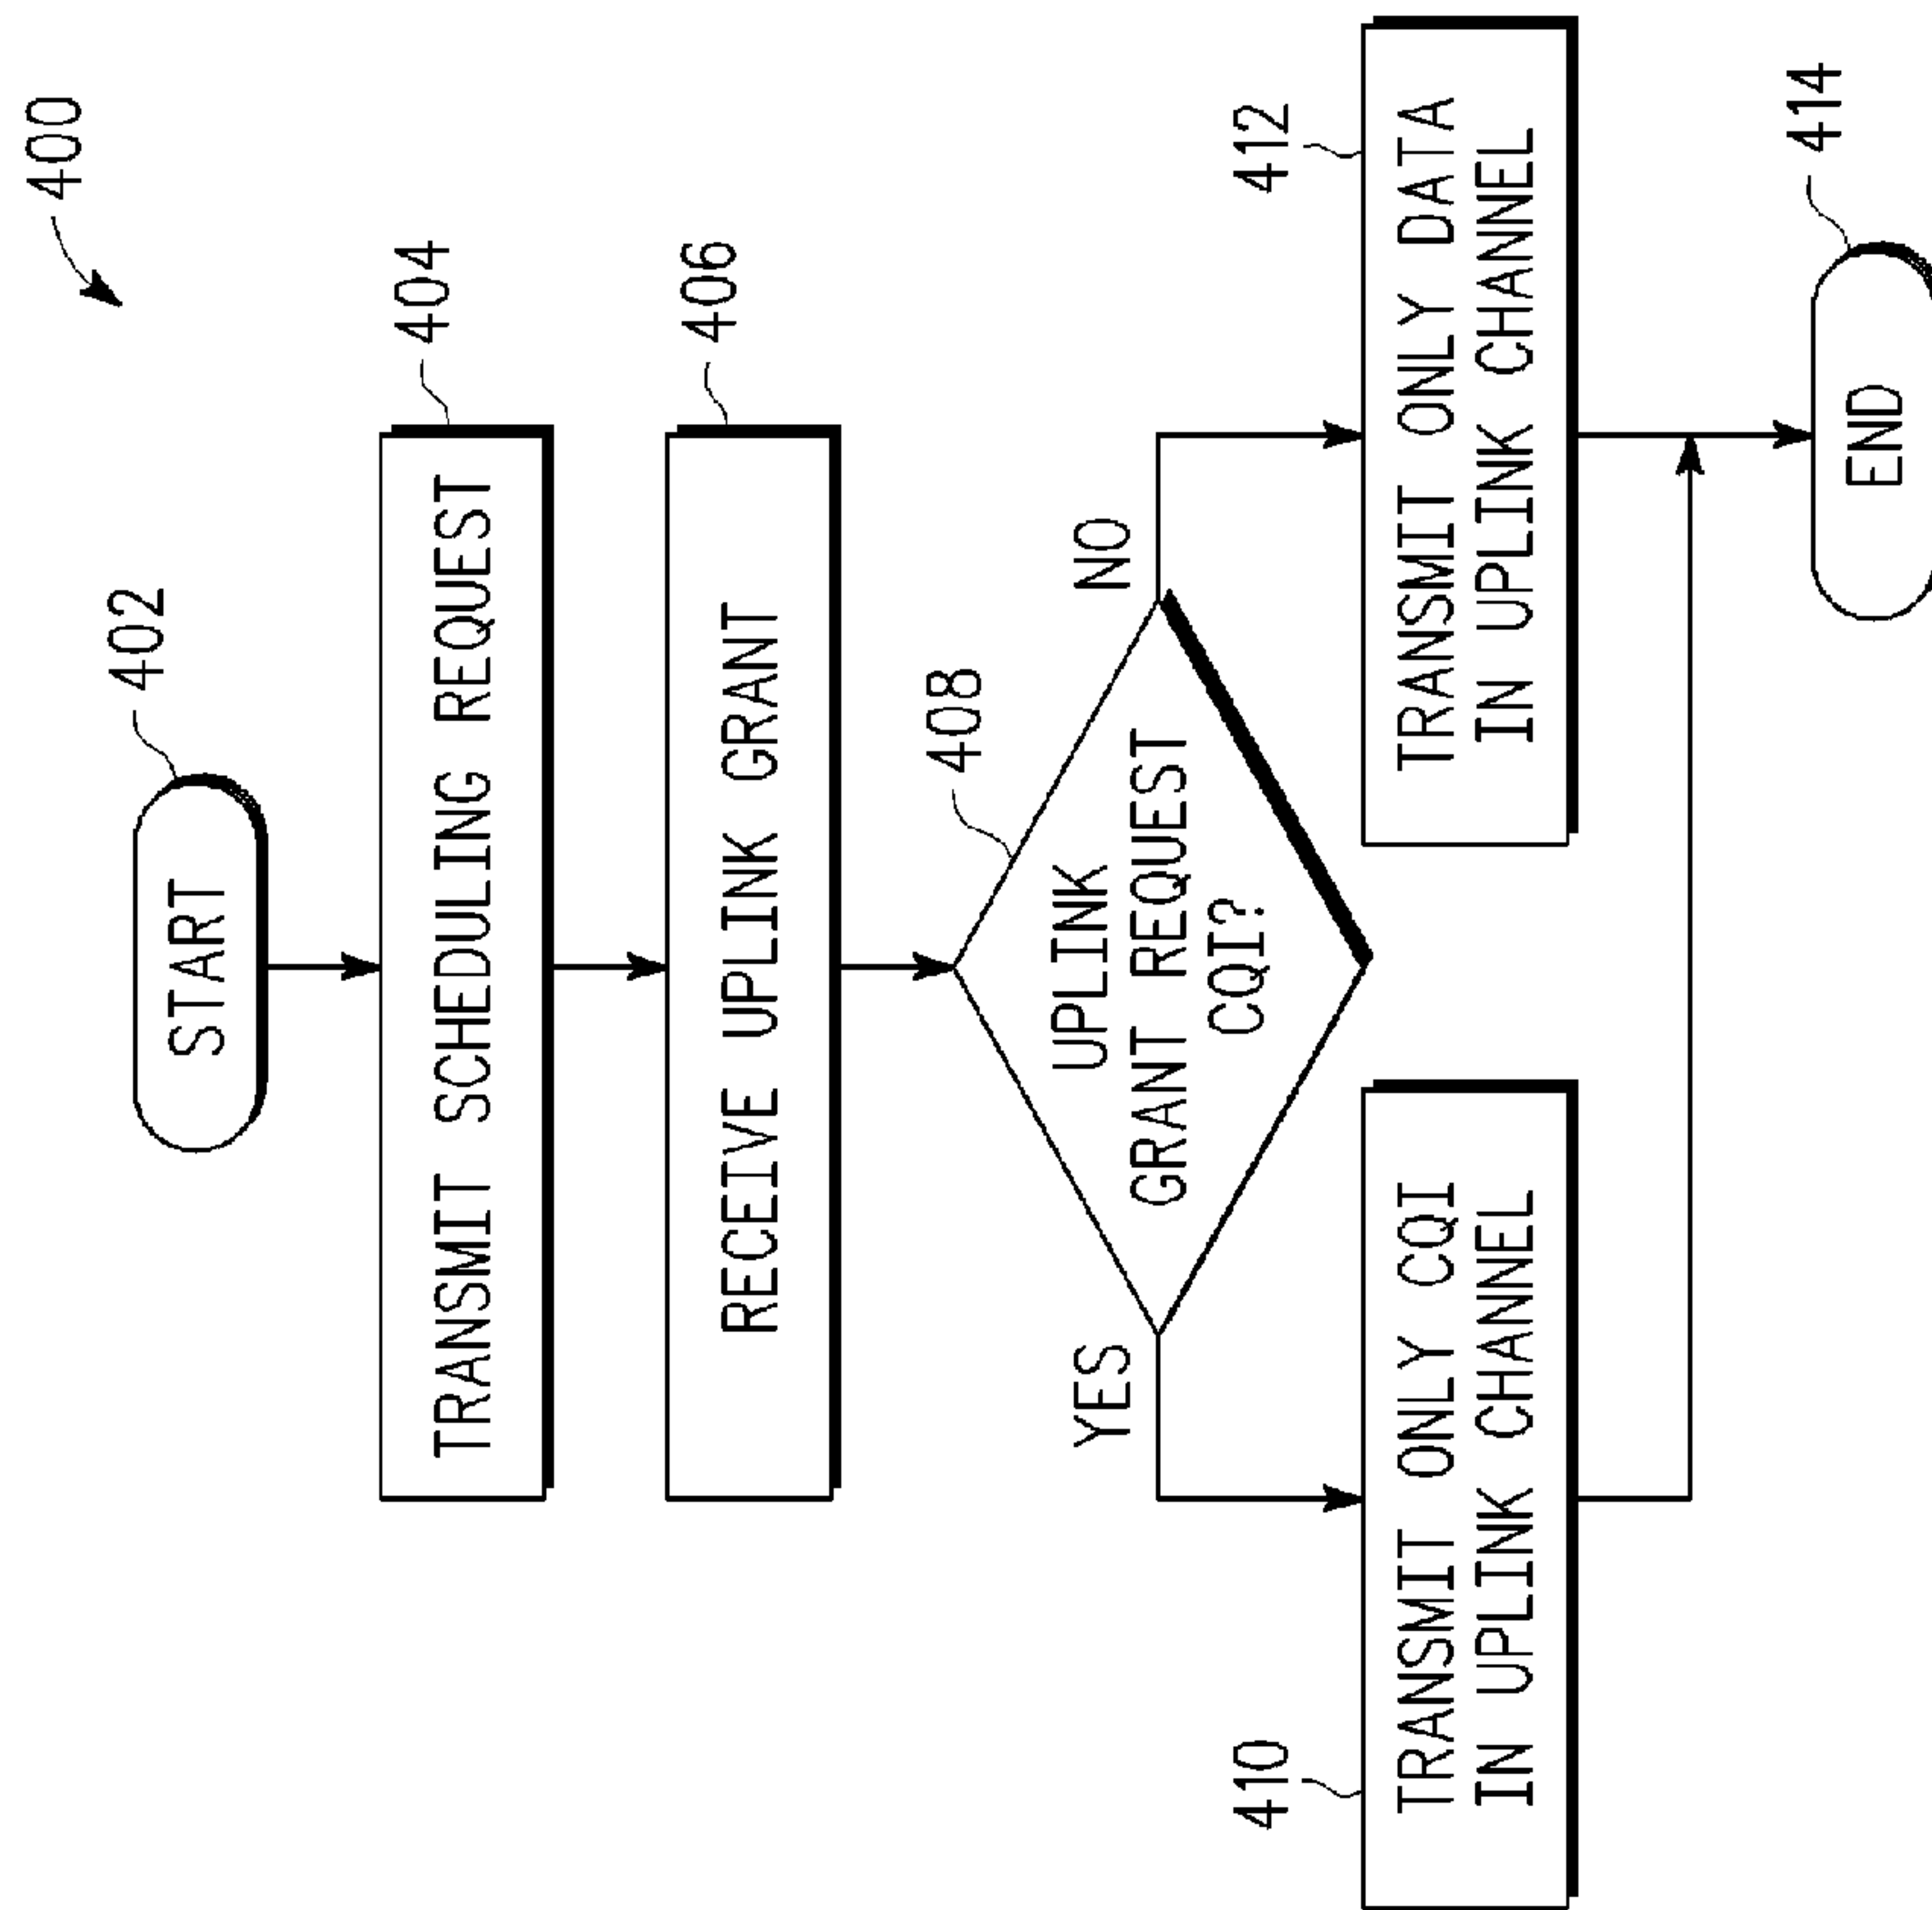 400
402
START
404
TRANSMIT SCHEDULING REQUEST
406
RECEIVE UPLINK GRANT
408
UPLINK
GRANT REQUEST
CQI?
YES
NO
410
TRANSMIT ONLY CQI
IN UPLINK CHANNEL
412
TRANSMIT ONLY DATA
IN UPLINK CHANNEL
414
END